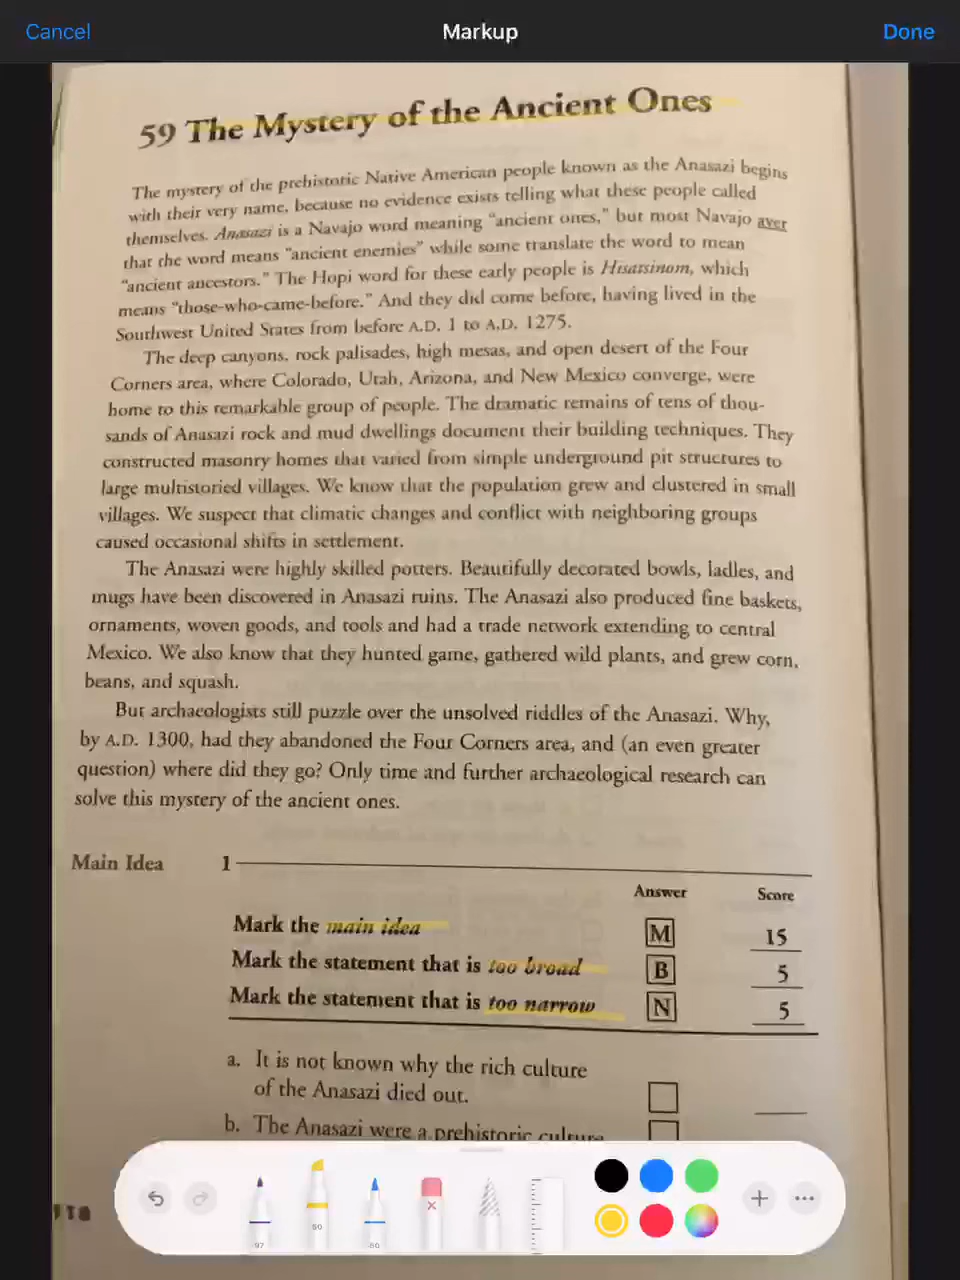 Cancel Markup Done
59 The Mystery of the Ancient Ones
The mystery of the prehistoric Native American people known as the Anasazi begins
with their very name, because no evidence exists telling what these people called
themselves. Anasazi is a Navajo word meaning "ancient ones," but most Navajo aver
that the word means "ancient enemies" while some translate the word to mean
"ancient ancestors." The Hopi word for these early people is Hisatsinom, which
means "those-who-came-before." And they did come before, having lived in the
Southwest United States from before A.D. 1 to A.D. 1275.
The deep canyons, rock palisades, high mesas, and open desert of the Four
Corners area, where Colorado, Utah, Arizona, and New Mexico converge, were
home to this remarkable group of people. The dramatic remains of tens of thou-
sands of Anasazi rock and mud dwellings document their building techniques. They
constructed masonry homes that varied from simple underground pit structures to
large multistoried villages. We know that the population grew and clustered in small
villages. We suspect that climatic changes and conflict with neighboring groups
caused occasional shifts in settlement.
The Anasazi were highly skilled potters. Beautifully decorated bowls, ladles, and
mugs have been discovered in Anasazi ruins. The Anasazi also produced fine baskets,
ornaments, woven goods, and tools and had a trade network extending to central
Mexico. We also know that they hunted game, gathered wild plants, and grew corn,
beans, and squash.
But archaeologists still puzzle over the unsolved riddles of the Anasazi. Why,
by A.D. 1300, had they abandoned the Four Corners area, and (an even greater
question) where did they go? Only time and further archaeological research can
solve this mystery of the ancient ones.
Main Idea 1
Answer Score
Mark the main idea M 15
Mark the statement that is too broad B 5
Mark the statement that is too narrow N 5
a. It is not known why the rich culture
of the Anasazi died out.
b. The Anasazi were a prehistoric culture
97 50 50